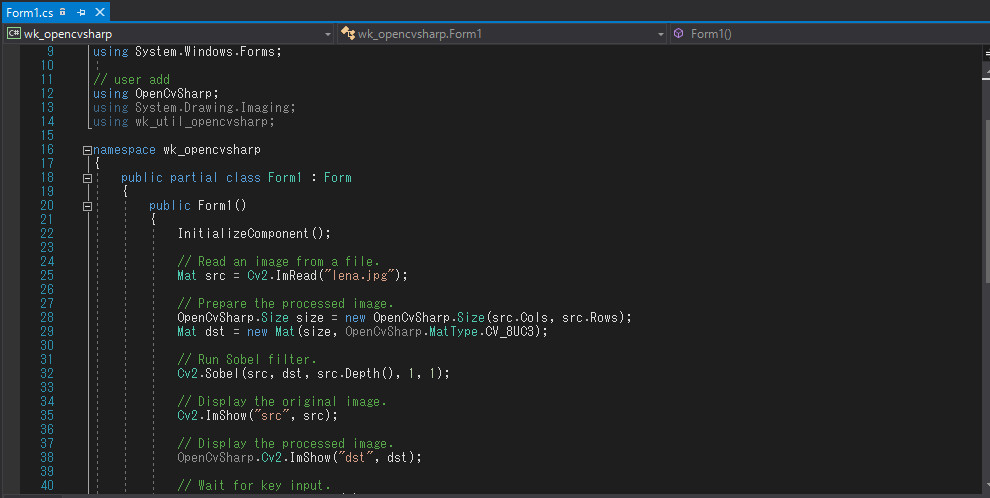 Form1.cs
C# wk_opencvsharp wk_opencvsharp.Form1 Form1()
9 using System.Windows.Forms;
10
11 // user add
12 using OpenCvSharp;
13 using System.Drawing.Imaging;
14 using wk_util_opencvsharp;
15
16 namespace wk_opencvsharp
17 {
18 public partial class Form1 : Form
19 {
20 public Form1()
21 {
22 InitializeComponent();
23
24 // Read an image from a file.
25 Mat src = Cv2.ImRead("lena.jpg");
26
27 // Prepare the processed image.
28 OpenCvSharp.Size size = new OpenCvSharp.Size(src.Cols, src.Rows);
29 Mat dst = new Mat(size, OpenCvSharp.MatType.CV_8UC3);
30
31 // Run Sobel filter.
32 Cv2.Sobel(src, dst, src.Depth(), 1, 1);
33
34 // Display the original image.
35 Cv2.ImShow("src", src);
36
37 // Display the processed image.
38 OpenCvSharp.Cv2.ImShow("dst", dst);
39
40 // Wait for key input.